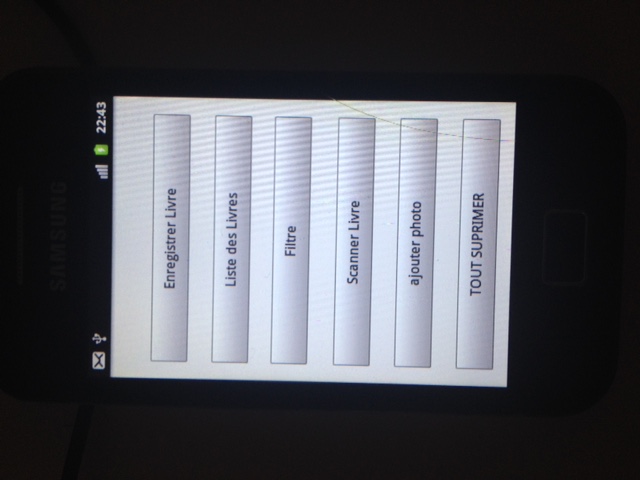 SAMSUNG
22:43
Enregistrer Livre
Liste des Livres
Filtre
Scanner Livre
ajouter photo
TOUT SUPRIMER